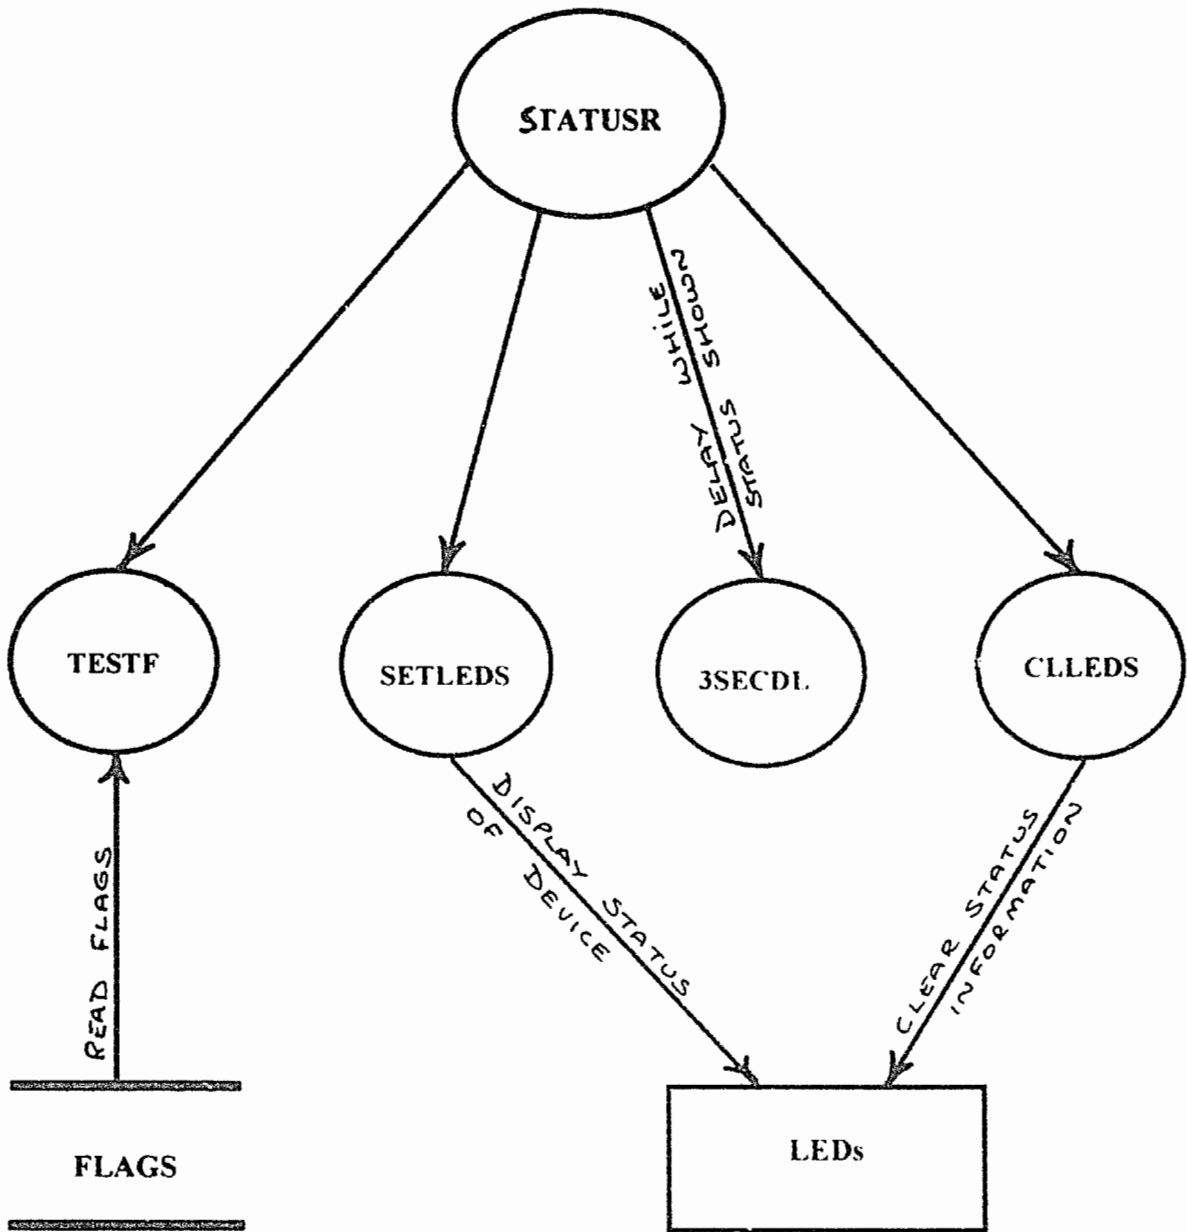 STATUSR
DELAY WHILE
STATUS SHOWN
TESTF
SETLEDS
3SECDL
CLLEDS
READ FLAGS
DISPLAY STATUS
OF DEVICE
CLEAR STATUS
INFORMATION
FLAGS
LEDs